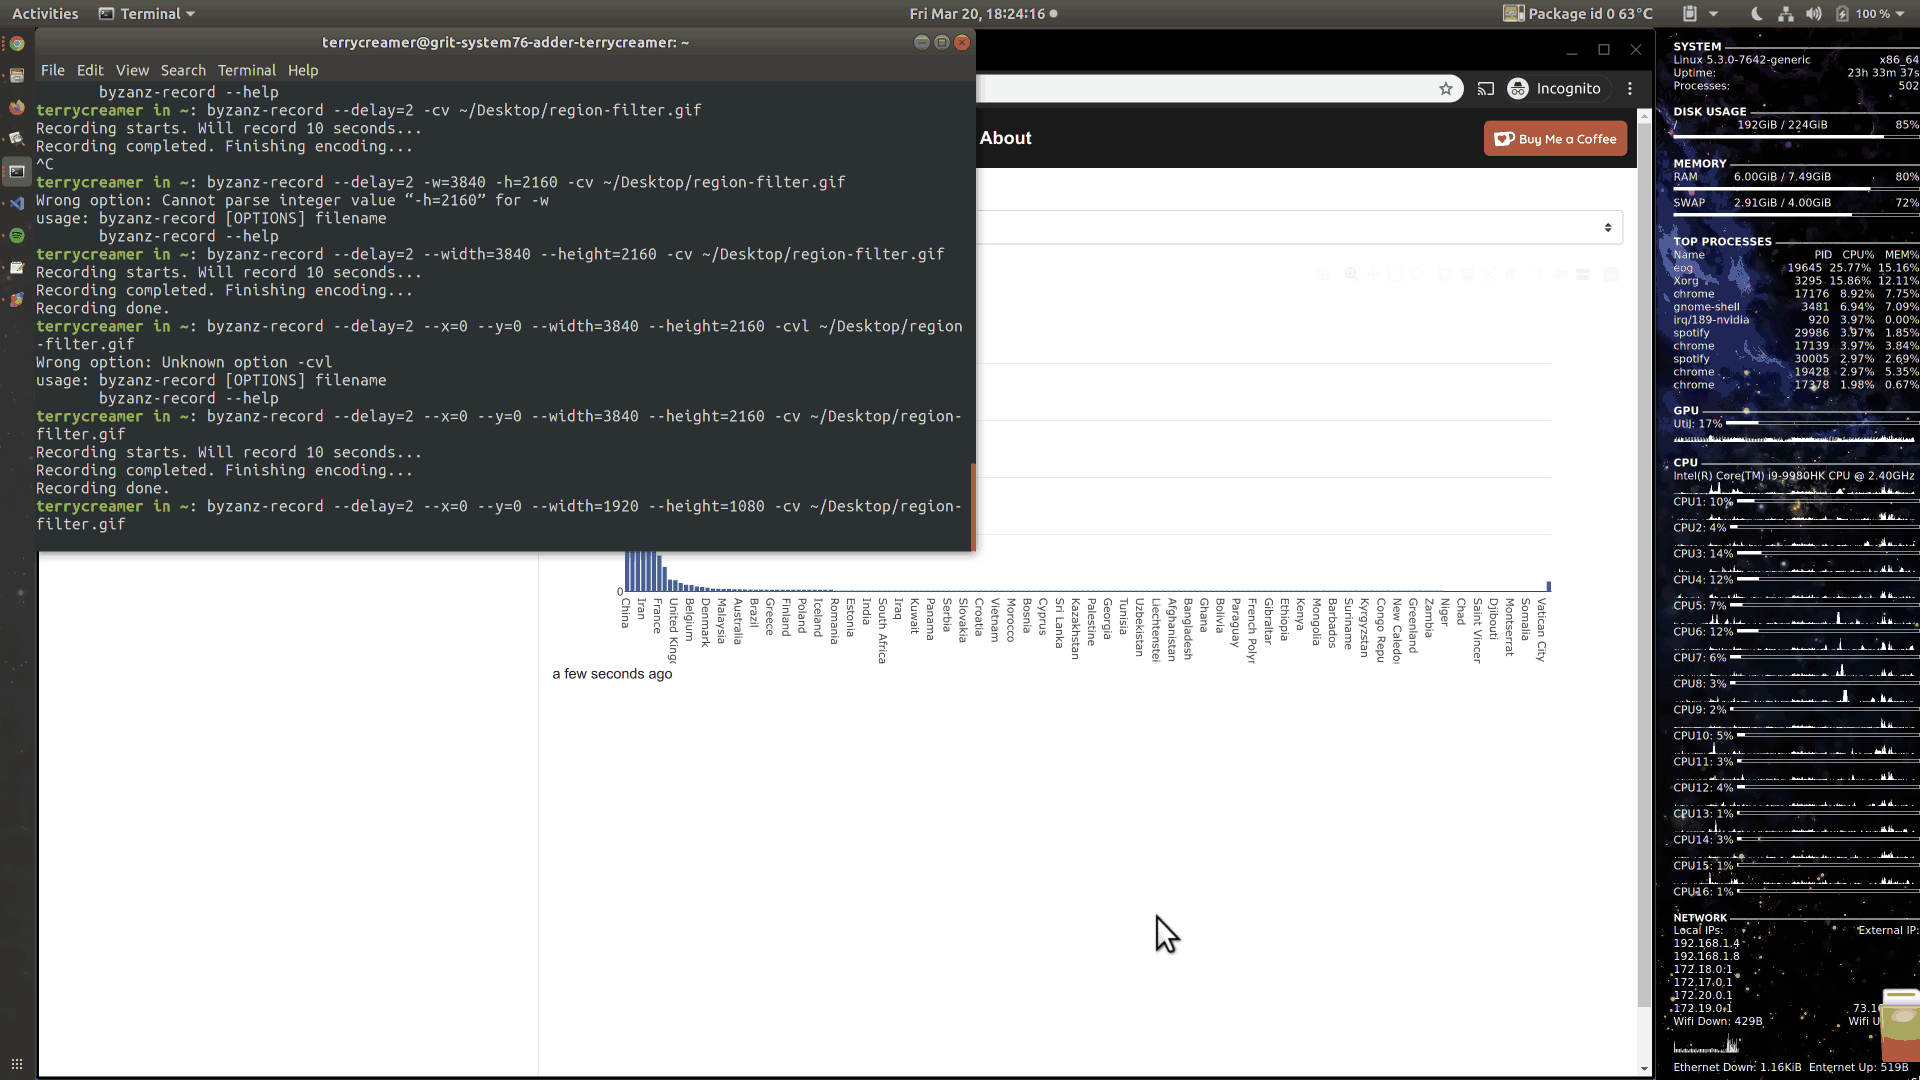 Activities
Terminal
Fri Mar 20, 18:24:16
Package id 0 63°C
100 %
terrycreamer@grit-system76-adder-terrycreamer: ~
File Edit View Search Terminal Help
byzanz-record --help
terrycreamer in ~: byzanz-record --delay=2 -cv ~/Desktop/region-filter.gif
Recording starts. Will record 10 seconds...
Recording completed. Finishing encoding...
^C
terrycreamer in ~: byzanz-record --delay=2 -w=3840 -h=2160 -cv ~/Desktop/region-filter.gif
Wrong option: Cannot parse integer value “-h=2160” for -w
usage: byzanz-record [OPTIONS] filename
byzanz-record --help
terrycreamer in ~: byzanz-record --delay=2 --width=3840 --height=2160 -cv ~/Desktop/region-filter.gif
Recording starts. Will record 10 seconds...
Recording completed. Finishing encoding...
Recording done.
terrycreamer in ~: byzanz-record --delay=2 --x=0 --y=0 --width=3840 --height=2160 -cvl ~/Desktop/region
-filter.gif
Wrong option: Unknown option -cvl
usage: byzanz-record [OPTIONS] filename
byzanz-record --help
terrycreamer in ~: byzanz-record --delay=2 --x=0 --y=0 --width=3840 --height=2160 -cv ~/Desktop/region-
filter.gif
Recording starts. Will record 10 seconds...
Recording completed. Finishing encoding...
Recording done.
terrycreamer in ~: byzanz-record --delay=2 --x=0 --y=0 --width=1920 --height=1080 -cv ~/Desktop/region-
filter.gif
Incognito
About
Buy Me a Coffee
0
China
Iran
France
United Kingd
Belgium
Denmark
Malaysia
Australia
Brazil
Greece
Finland
Poland
Iceland
Romania
Estonia
India
South Africa
Iraq
Kuwait
Panama
Serbia
Slovakia
Croatia
Vietnam
Morocco
Bosnia
Cyprus
Sri Lanka
Kazakhstan
Palestine
Georgia
Tunisia
Uzbekistan
Liechtenstei
Afghanistan
Bangladesh
Ghana
Bolivia
Paraguay
French Polyr
Gibraltar
Ethiopia
Kenya
Mongolia
Barbados
Suriname
Kyrgyzstan
Congo Repu
New Caledo
Greenland
Zambia
Niger
Chad
Saint Vincer
Djibouti
Montserrat
Somalia
Vatican City
a few seconds ago
SYSTEM
Linux 5.3.0-7642-generic x86_64
Uptime: 23h 33m 37s
Processes: 502
DISK USAGE
/ 192GiB / 224GiB 85%
MEMORY
RAM 6.00GiB / 7.49GiB 80%
SWAP 2.91GiB / 4.00GiB 72%
TOP PROCESSES
Name PID CPU% MEM%
eog 19645 25.77% 15.16%
Xorg 3295 15.86% 12.11%
chrome 17176 8.92% 7.75%
gnome-shell 3481 6.94% 7.09%
irq/189-nvidia 920 3.97% 0.00%
spotify 29986 3.97% 1.85%
chrome 17139 3.97% 3.84%
spotify 30005 2.97% 2.69%
chrome 19428 2.97% 5.35%
chrome 17378 1.98% 0.67%
GPU
Util: 17%
CPU
Intel(R) Core(TM) i9-9980HK CPU @ 2.40GHz
CPU1: 10%
CPU2: 4%
CPU3: 14%
CPU4: 12%
CPU5: 7%
CPU6: 12%
CPU7: 6%
CPU8: 3%
CPU9: 2%
CPU10: 5%
CPU11: 3%
CPU12: 4%
CPU13: 1%
CPU14: 3%
CPU15: 1%
CPU16: 1%
NETWORK
Local IPs: External IP:
192.168.1.4
192.168.1.8
172.18.0.1
172.17.0.1
172.20.0.1
172.19.0.1 73.1
Wifi Down: 429B Wifi U
Ethernet Down: 1.16KiB Enternet Up: 519B